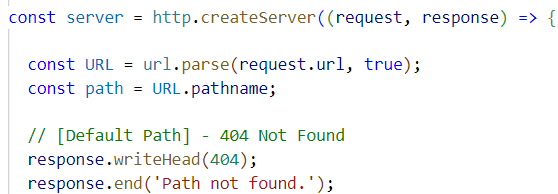 const server = http.createServer((request, response) => {
const URL = url.parse(request.url, true);
const path = URL.pathname;
// [Default Path] - 404 Not Found
response.writeHead(404);
response.end('Path not found.');